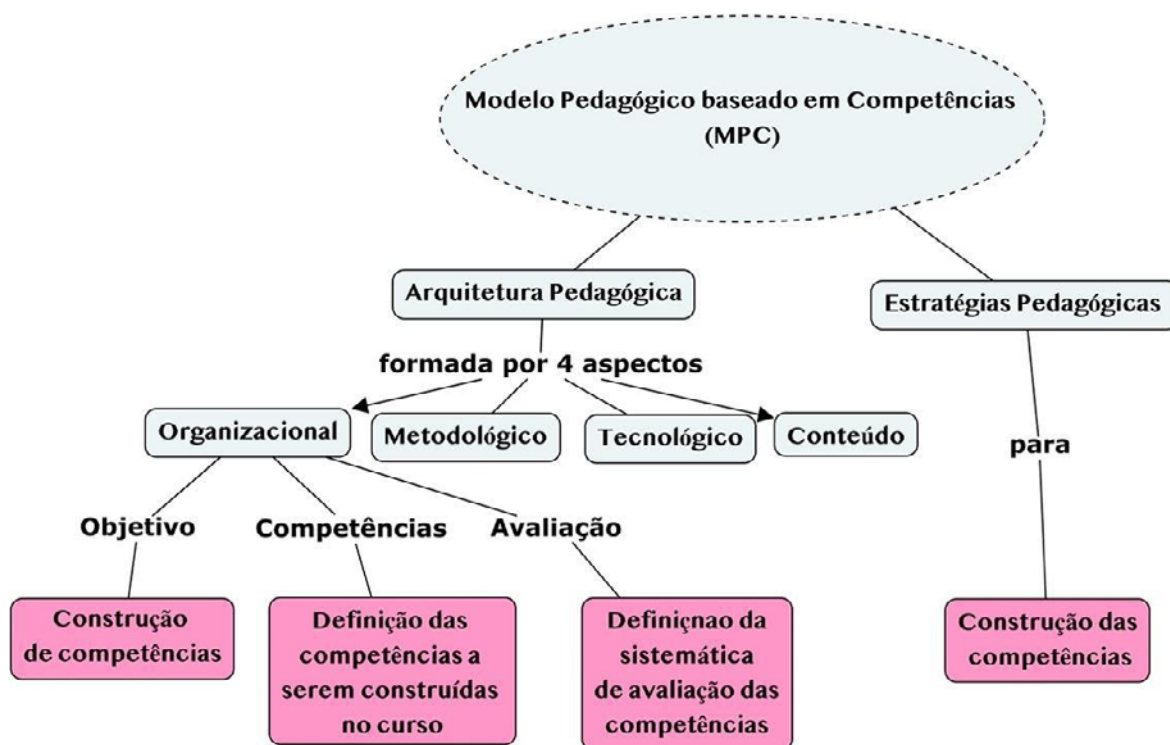 Modelo Pedagógico baseado em Competências
(MPC)
Arquitetura Pedagógica
Estratégias Pedagógicas
formada por 4 aspectos
Organizacional
Metodológico
Tecnológico
Conteúdo
para
Objetivo
Competências
Avaliação
Construção
de competências
Definição das
competências a
serem construídas
no curso
Definiçnao da
sistemática
de avaliação das
competências
Construção das
competências